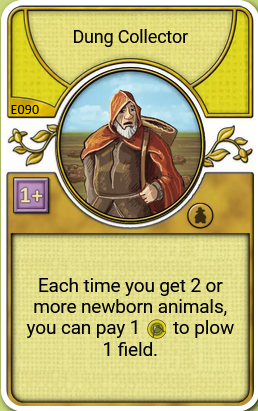 Dung Collector
E090
1+
Each time you get 2 or
more newborn animals,
you can pay 1 to plow
1 field.